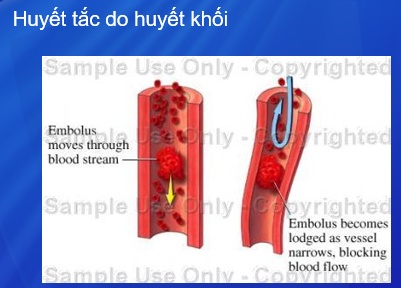 Huyết tắc do huyết khối
Sample Use Only - Copyrighted
Embolus
moves through
blood stream
Sample Use Only - Copyrighted
Sample Use Only - Copyrighted
Embolus becomes
lodged as vessel
narrows, blocking
blood flow
Sample Use Only - Copyrighted